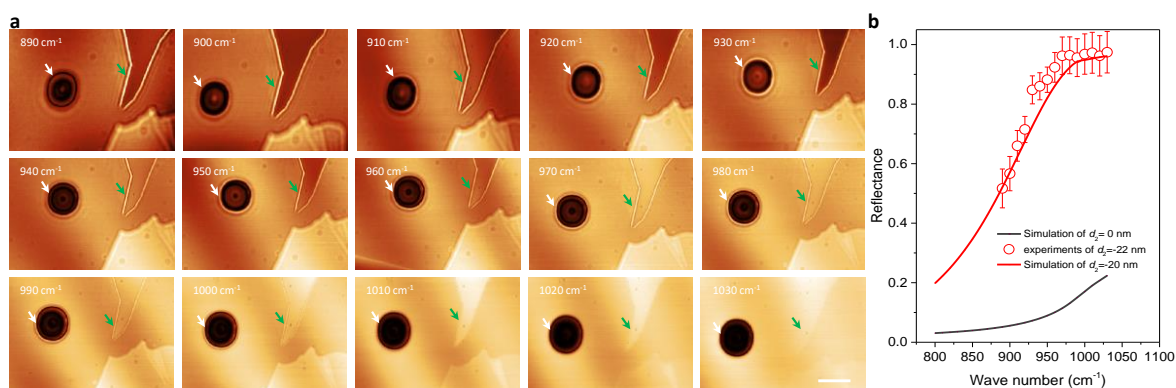 a
890 cm⁻¹
900 cm⁻¹
910 cm⁻¹
920 cm⁻¹
930 cm⁻¹
940 cm⁻¹
950 cm⁻¹
960 cm⁻¹
970 cm⁻¹
980 cm⁻¹
990 cm⁻¹
1000 cm⁻¹
1010 cm⁻¹
1020 cm⁻¹
1030 cm⁻¹
b
Reflectance
1.0
0.8
0.6
0.4
0.2
0.0
Simulation of d₂= 0 nm
experiments of d₂=-22 nm
Simulation of d₂=-20 nm
800 900 950 1000 1050 1100
Wave number (cm⁻¹)